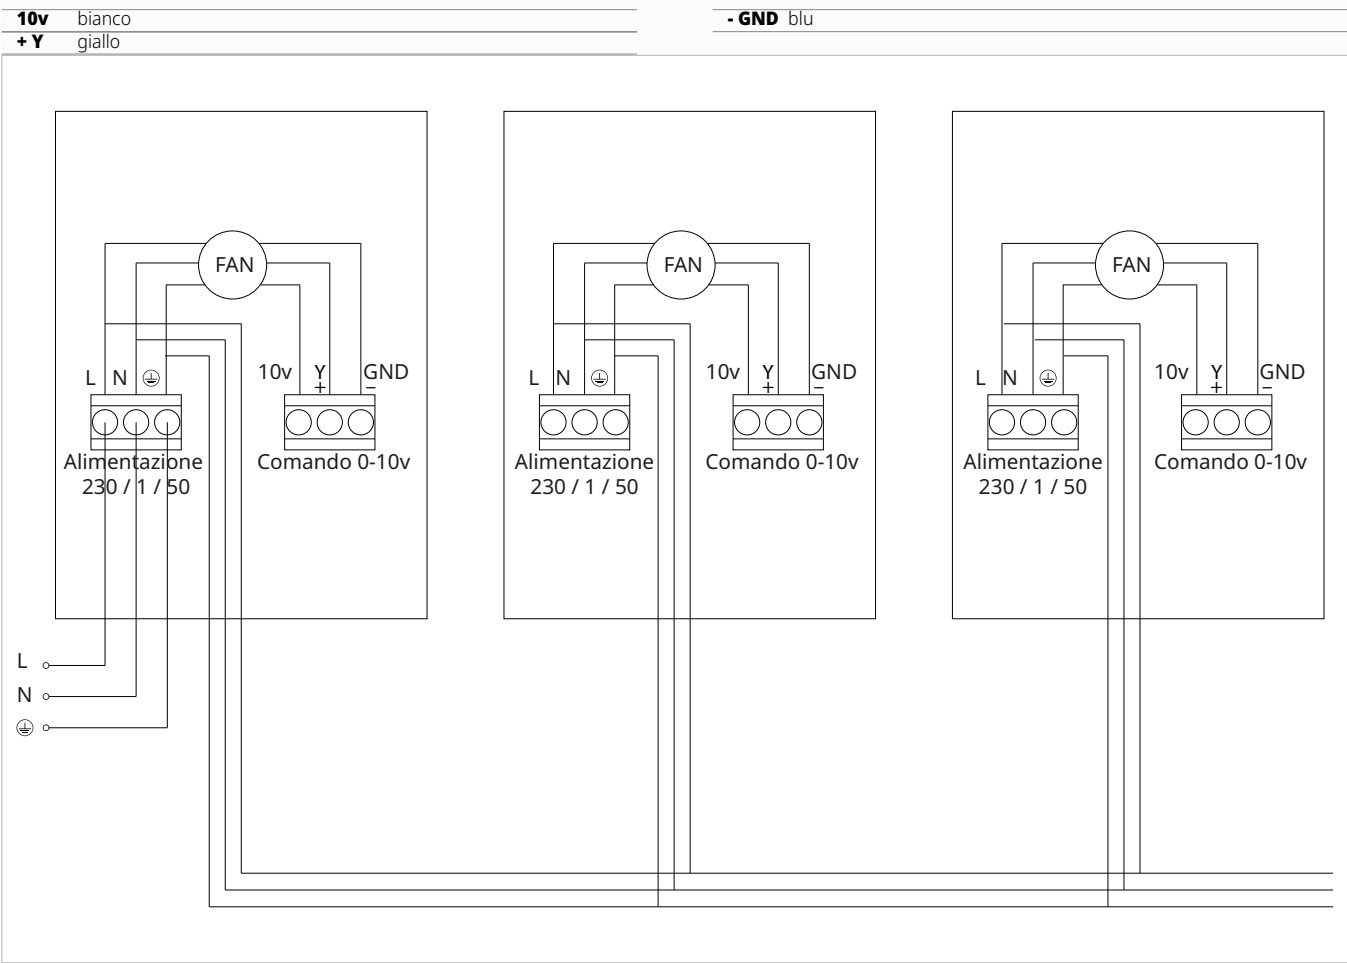 10v bianco
- GND blu
+ Y giallo
FAN
FAN
FAN
L N 10v Y + GND –
L N 10v Y + GND –
L N 10v Y + GND –
Alimentazione
230 / 1 / 50
Comando 0-10v
Alimentazione
230 / 1 / 50
Comando 0-10v
Alimentazione
230 / 1 / 50
Comando 0-10v
L
N